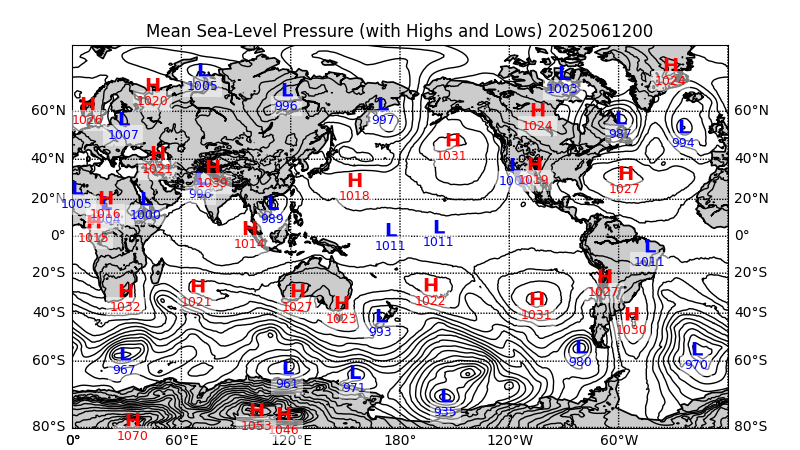 Mean Sea-Level Pressure (with Highs and Lows) 2025061200
H 1024
L 1005
L 1003
H 1020
L 996
H 1026
L 997
60°N 60°N
H 1024
L 987
L 1007
L 994
H 1031
40°N 40°N
H 1021
H 1039
H 1019
H 1027
H 1018
L 1005
20°N 20°N
H 1016
L 1000
L 989
H 1015
H 1014
L 1011
L 1011
0° 0°
L 1011
20°S 20°S
H 1027
H 1021
H 1022
H 1032
H 1027
H 1031
H 1023
40°S 40°S
L 993
H 1030
L 980
L 967
L 970
60°S 60°S
L 961
L 971
L 935
H 1053
H 1046
H 1070
80°S 80°S
0° 60°E 120°E 180° 120°W 60°W